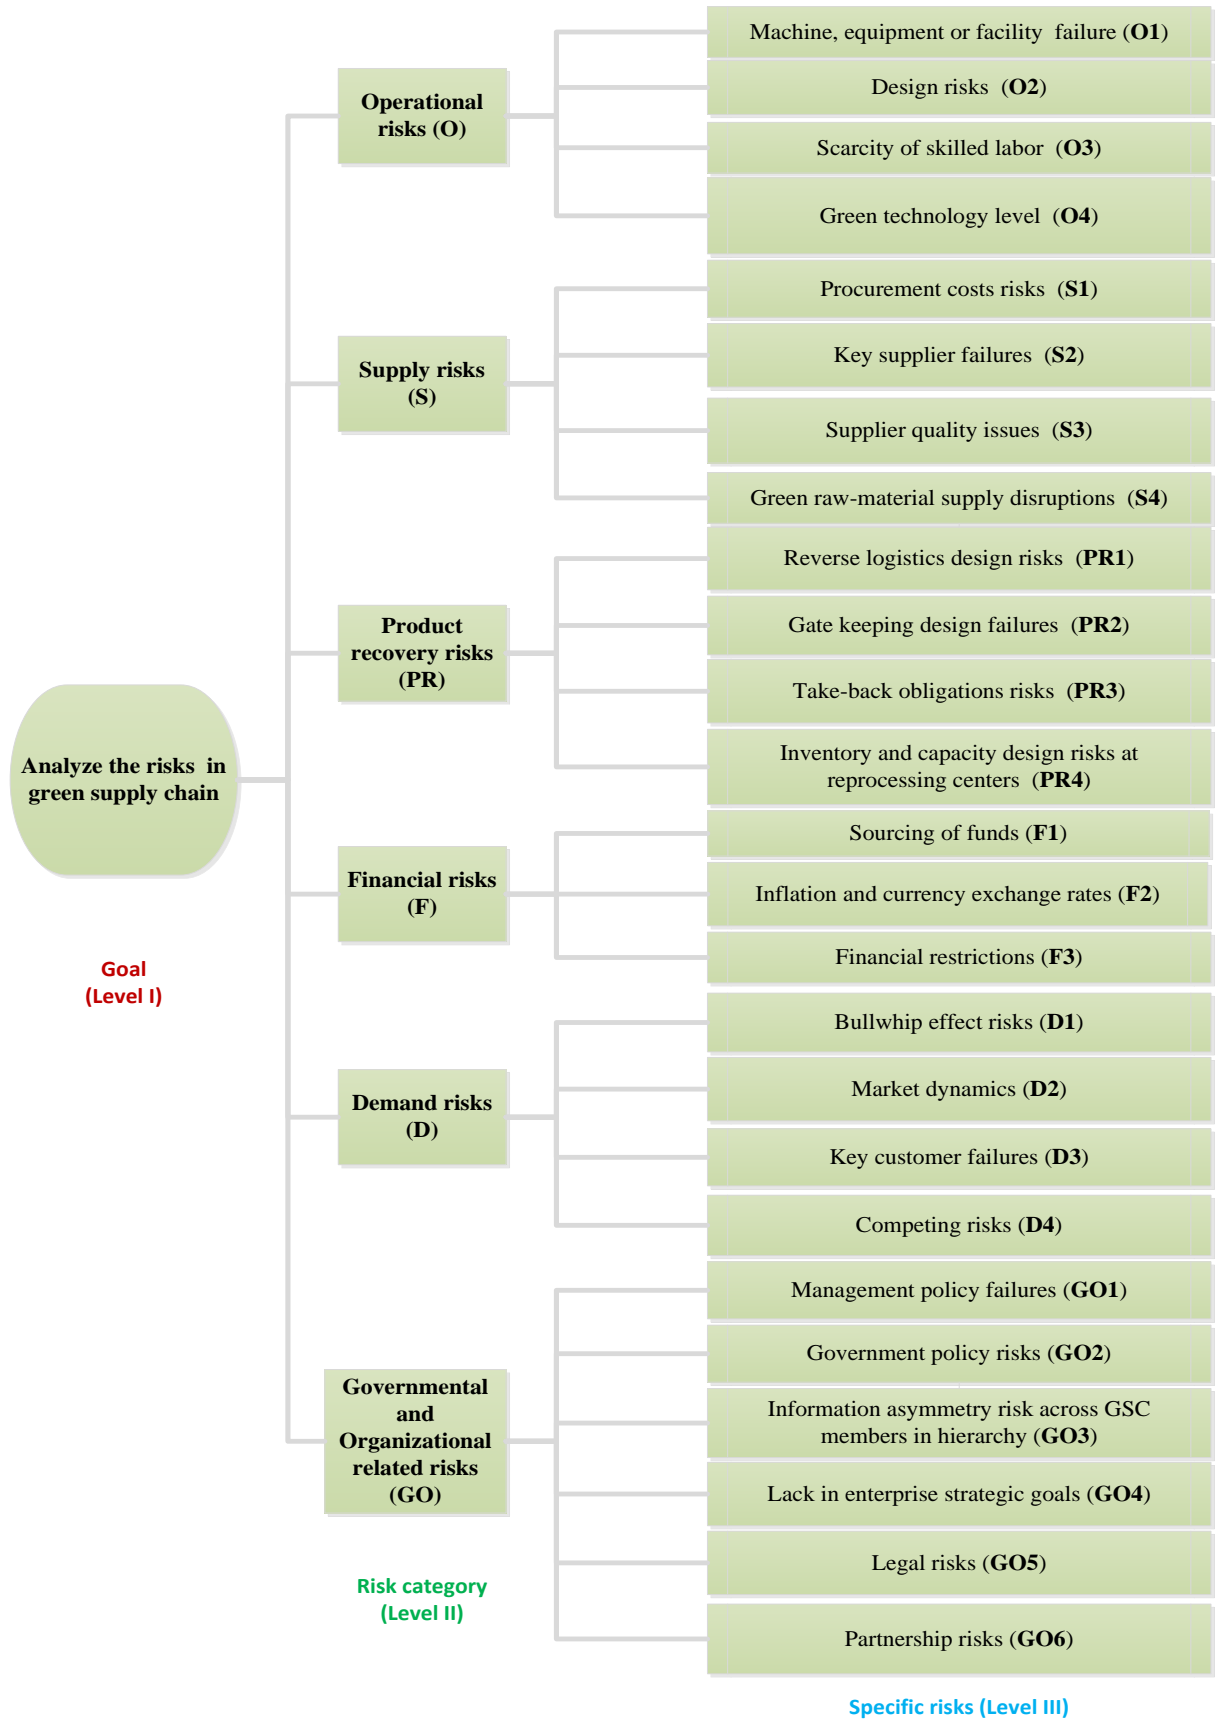 Analyze the risks in
green supply chain
Goal
(Level I)
Operational
risks (O)
Supply risks
(S)
Product
recovery risks
(PR)
Financial risks
(F)
Demand risks
(D)
Governmental
and
Organizational
related risks
(GO)
Risk category
(Level II)
Machine, equipment or facility failure (O1)
Design risks (O2)
Scarcity of skilled labor (O3)
Green technology level (O4)
Procurement costs risks (S1)
Key supplier failures (S2)
Supplier quality issues (S3)
Green raw-material supply disruptions (S4)
Reverse logistics design risks (PR1)
Gate keeping design failures (PR2)
Take-back obligations risks (PR3)
Inventory and capacity design risks at
reprocessing centers (PR4)
Sourcing of funds (F1)
Inflation and currency exchange rates (F2)
Financial restrictions (F3)
Bullwhip effect risks (D1)
Market dynamics (D2)
Key customer failures (D3)
Competing risks (D4)
Management policy failures (GO1)
Government policy risks (GO2)
Information asymmetry risk across GSC
members in hierarchy (GO3)
Lack in enterprise strategic goals (GO4)
Legal risks (GO5)
Partnership risks (GO6)
Specific risks (Level III)